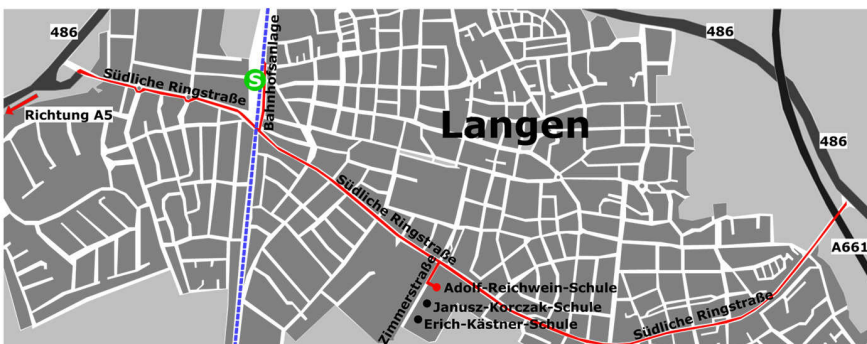 486
486
S
Bahnhofsanlage
Südliche Ringstraße
Richtung A5
Langen
486
Südliche Ringstraße
A661
Zimmerstraße
Adolf-Reichwein-Schule
Janusz-Korczak-Schule
Südliche Ringstraße
Erich-Kästner-Schule